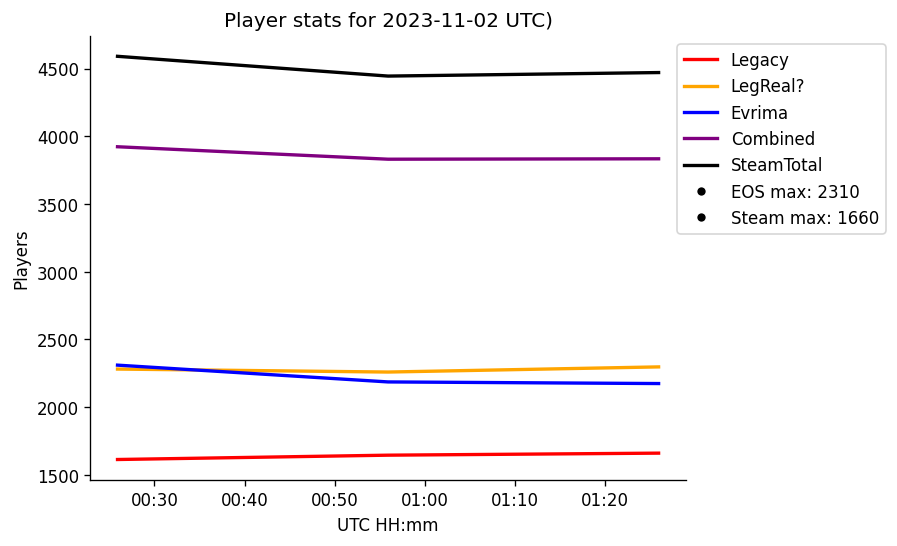 Player stats for 2023-11-02 UTC)
Legacy
LegReal?
Evrima
Combined
SteamTotal
EOS max: 2310
Steam max: 1660
Players
4500
4000
3500
3000
2500
2000
1500
00:30 00:40 00:50 01:00 01:10 01:20
UTC HH:mm